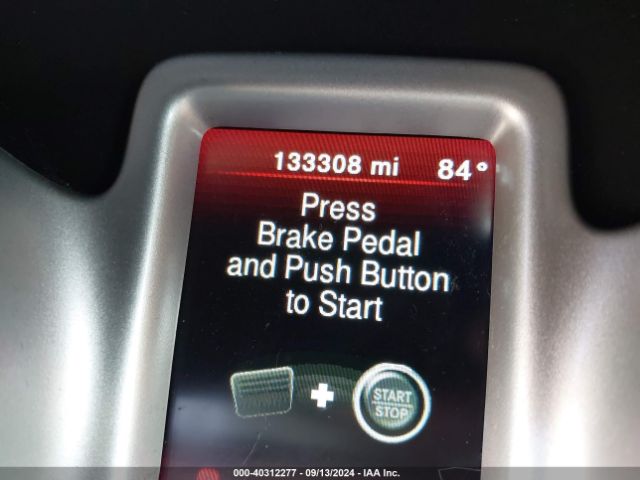 133308 mi 84°
Press
Brake Pedal
and Push Button
to Start
START
STOP
000-40312277 - 09/13/2024 - IAA Inc.